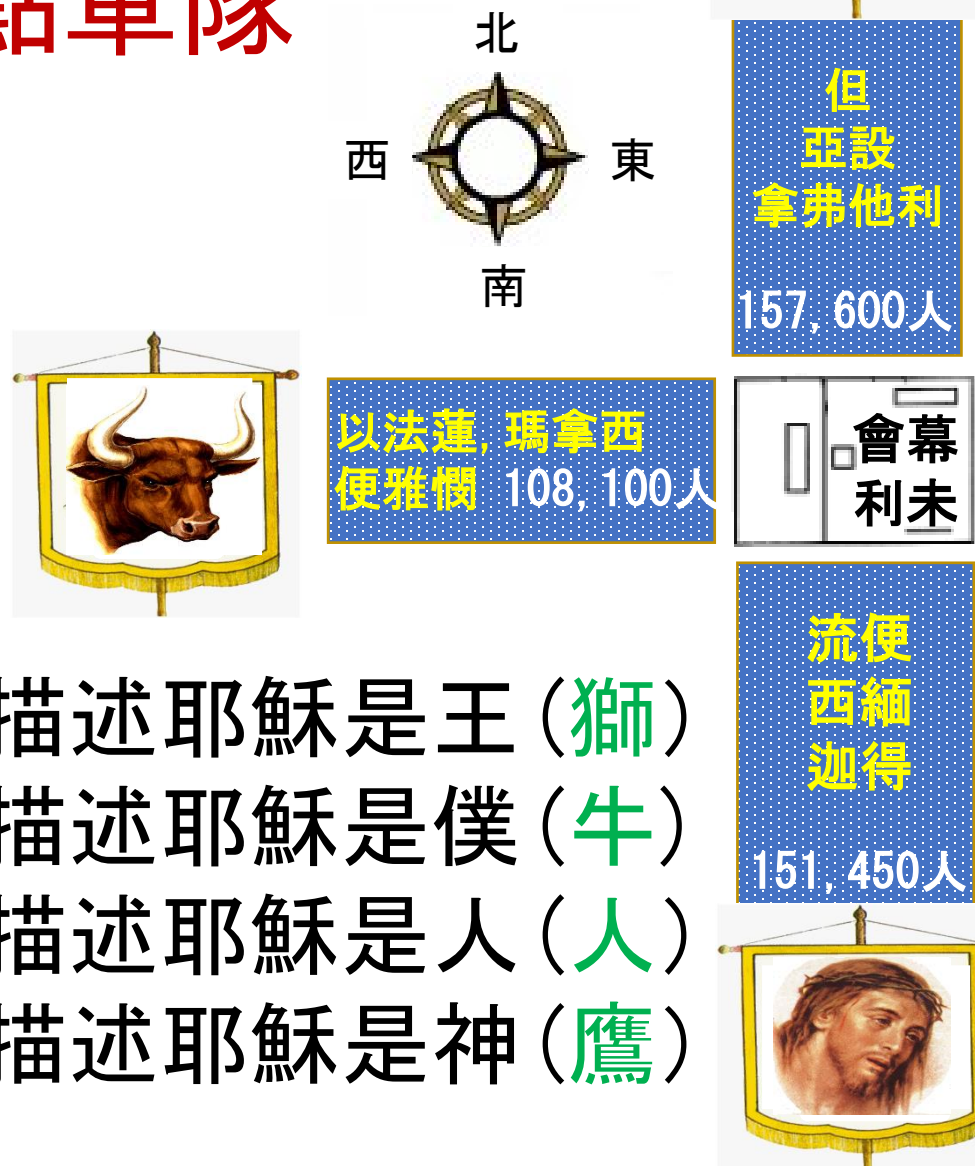 點軍隊
北
西
東
南
但
亞設
拿弗他利
157,600人
以法蓮,瑪拿西
便雅憫 108,100人
會幕
利未
流便
西緬
迦得
151,450人
描述耶穌是王(獅)
描述耶穌是僕(牛)
描述耶穌是人(人)
描述耶穌是神(鷹)